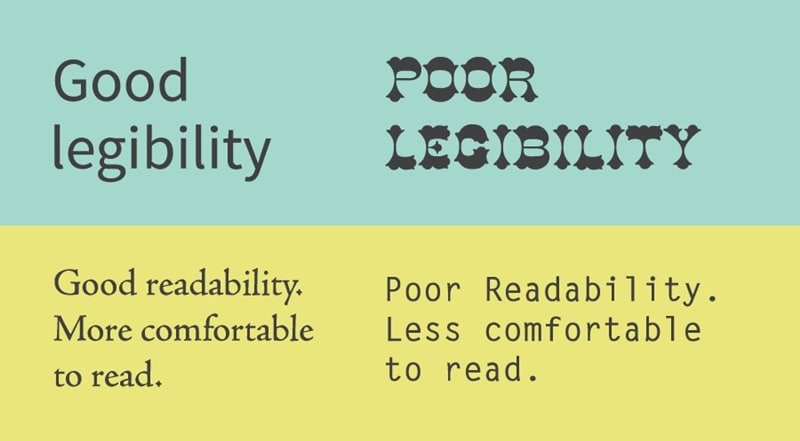 Good
legibility
POOR
LEGIBILITY
Good readability.
More comfortable
to read.
Poor Readability.
Less comfortable
to read.